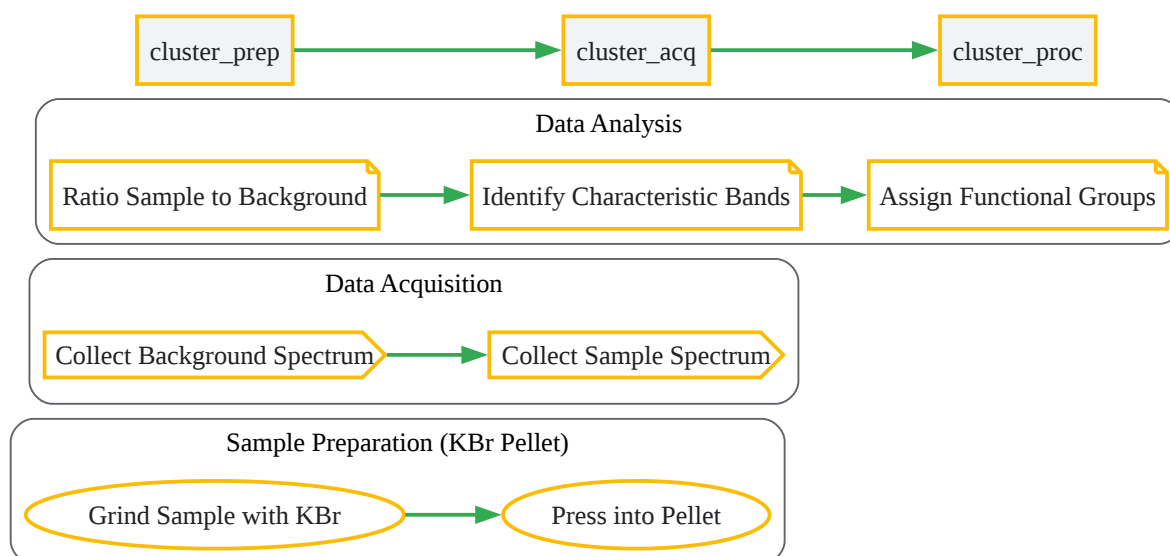 cluster_prep
cluster_acq
cluster_proc
Data Analysis
Ratio Sample to Background
Identify Characteristic Bands
Assign Functional Groups
Data Acquisition
Collect Background Spectrum
Collect Sample Spectrum
Sample Preparation (KBr Pellet)
Grind Sample with KBr
Press into Pellet